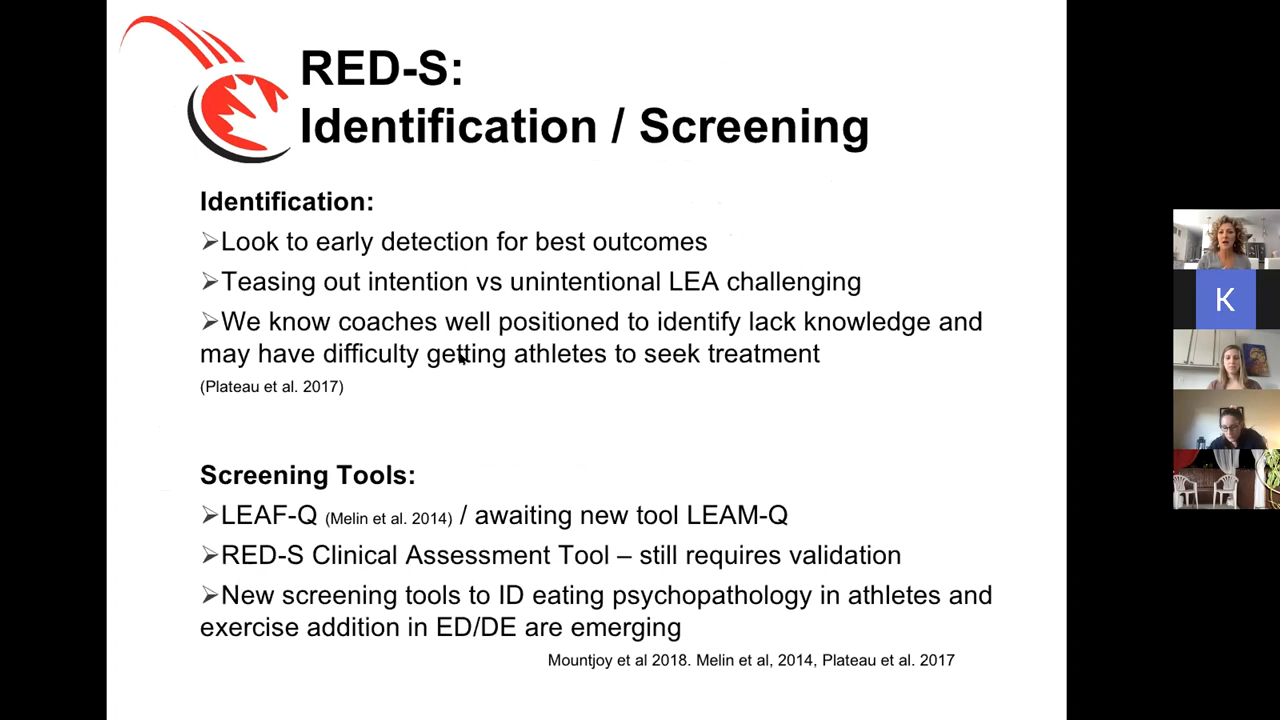 RED-S:
Identification / Screening
Identification:
➢Look to early detection for best outcomes
➢Teasing out intention vs unintentional LEA challenging
➢We know coaches well positioned to identify lack knowledge and
may have difficulty getting athletes to seek treatment
(Plateau et al. 2017)
K
Screening Tools:
➢LEAF-Q (Melin et al. 2014) / awaiting new tool LEAM-Q
➢RED-S Clinical Assessment Tool – still requires validation
➢New screening tools to ID eating psychopathology in athletes and
exercise addition in ED/DE are emerging
Mountjoy et al 2018. Melin et al, 2014, Plateau et al. 2017